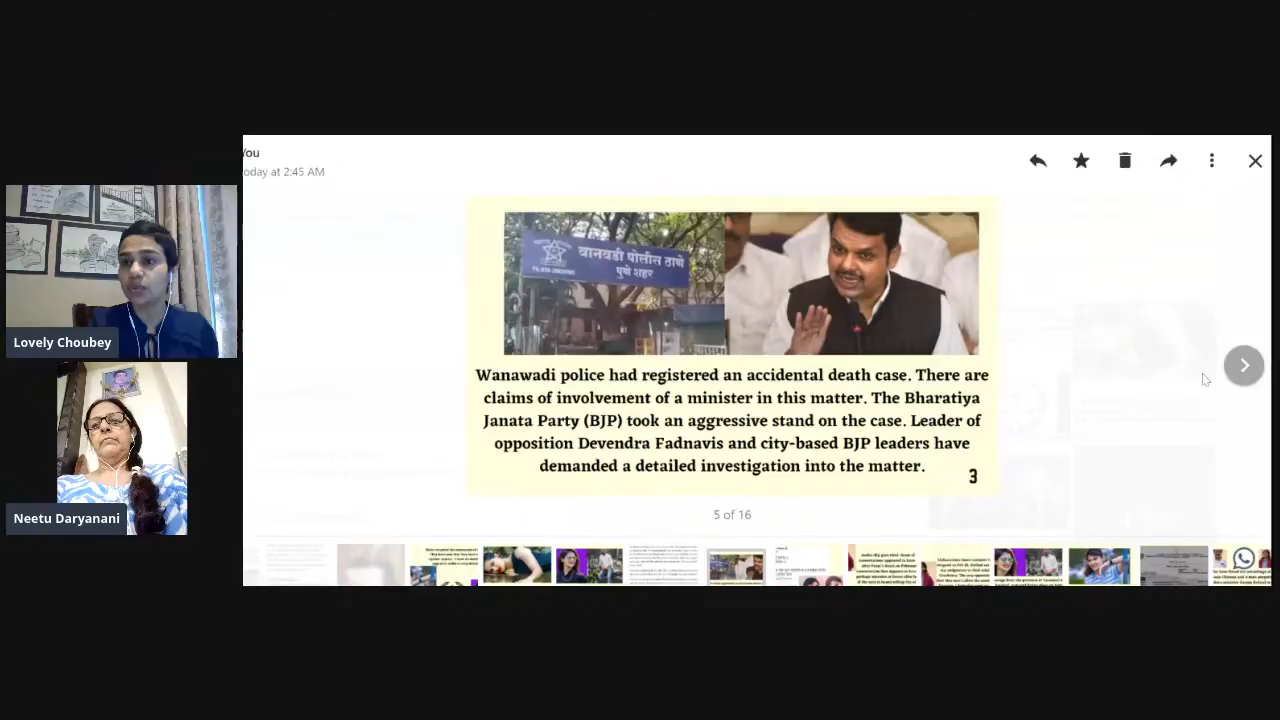 You
oday at 2:45 AM
Lovely Choubey
Neetu Daryanani
वानवडी पोलीस ठाणे
पुणे शहर
Wanawadi police had registered an accidental death case. There are
claims of involvement of a minister in this matter. The Bharatiya
Janata Party (BJP) took an aggressive stand on the case. Leader of
opposition Devendra Fadnavis and city-based BJP leaders have
demanded a detailed investigation into the matter.
3
5 of 16